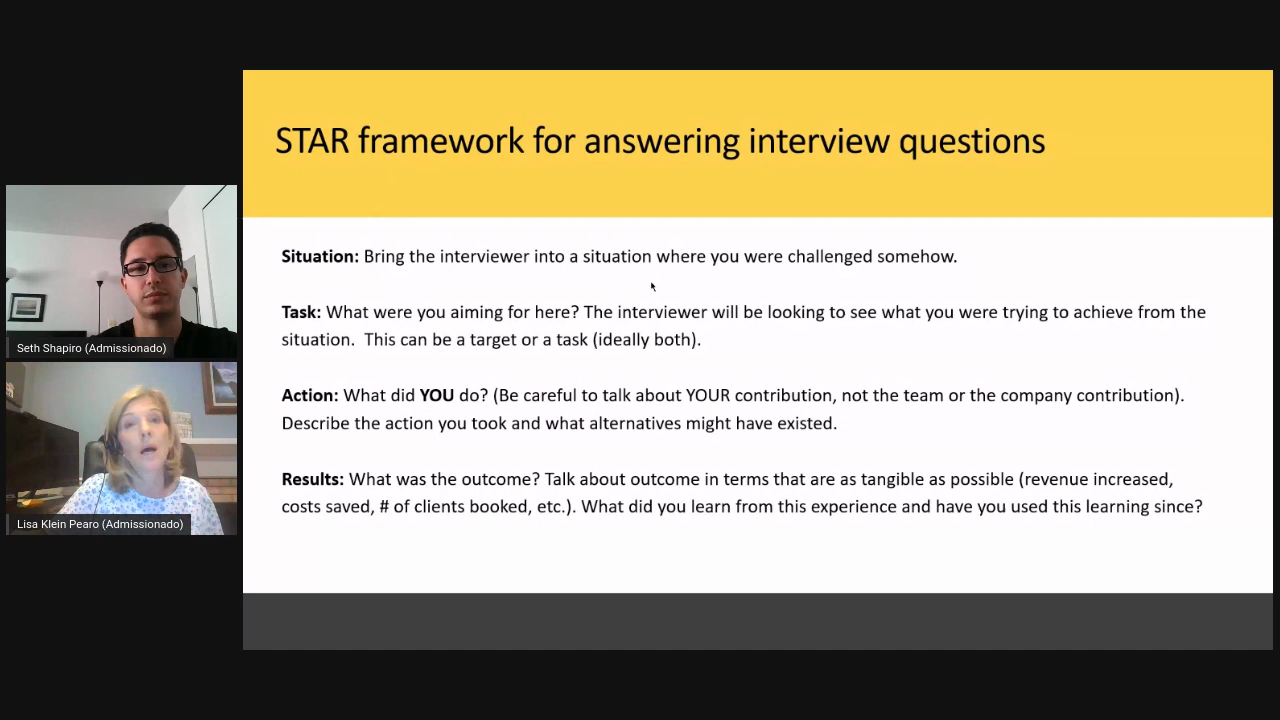 STAR framework for answering interview questions
Situation: Bring the interviewer into a situation where you were challenged somehow.
Task: What were you aiming for here? The interviewer will be looking to see what you were trying to achieve from the
situation.  This can be a target or a task (ideally both).
Action: What did YOU do? (Be careful to talk about YOUR contribution, not the team or the company contribution).
Describe the action you took and what alternatives might have existed.
Results: What was the outcome? Talk about outcome in terms that are as tangible as possible (revenue increased,
costs saved, # of clients booked, etc.). What did you learn from this experience and have you used this learning since?
Seth Shapiro (Admissionado)
Lisa Klein Pearo (Admissionado)